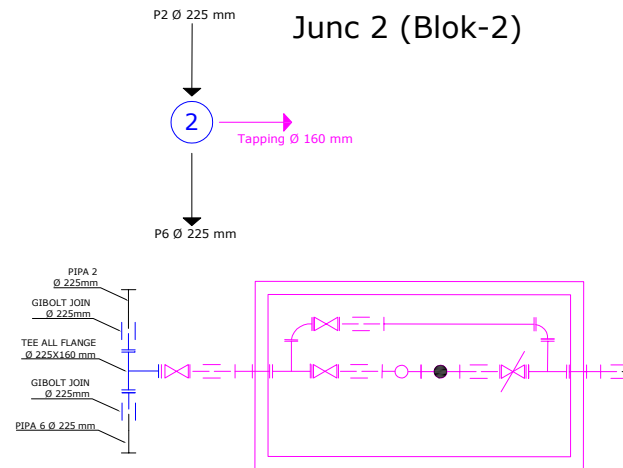 P2 Ø 225 mm
Junc 2 (Blok-2)
2
Tapping Ø 160 mm
P6 Ø 225 mm
PIPA 2
Ø 225mm
GIBOLT JOIN
Ø 225mm
TEE ALL FLANGE
Ø 225X160 mm
GIBOLT JOIN
Ø 225mm
PIPA 6 Ø 225 mm